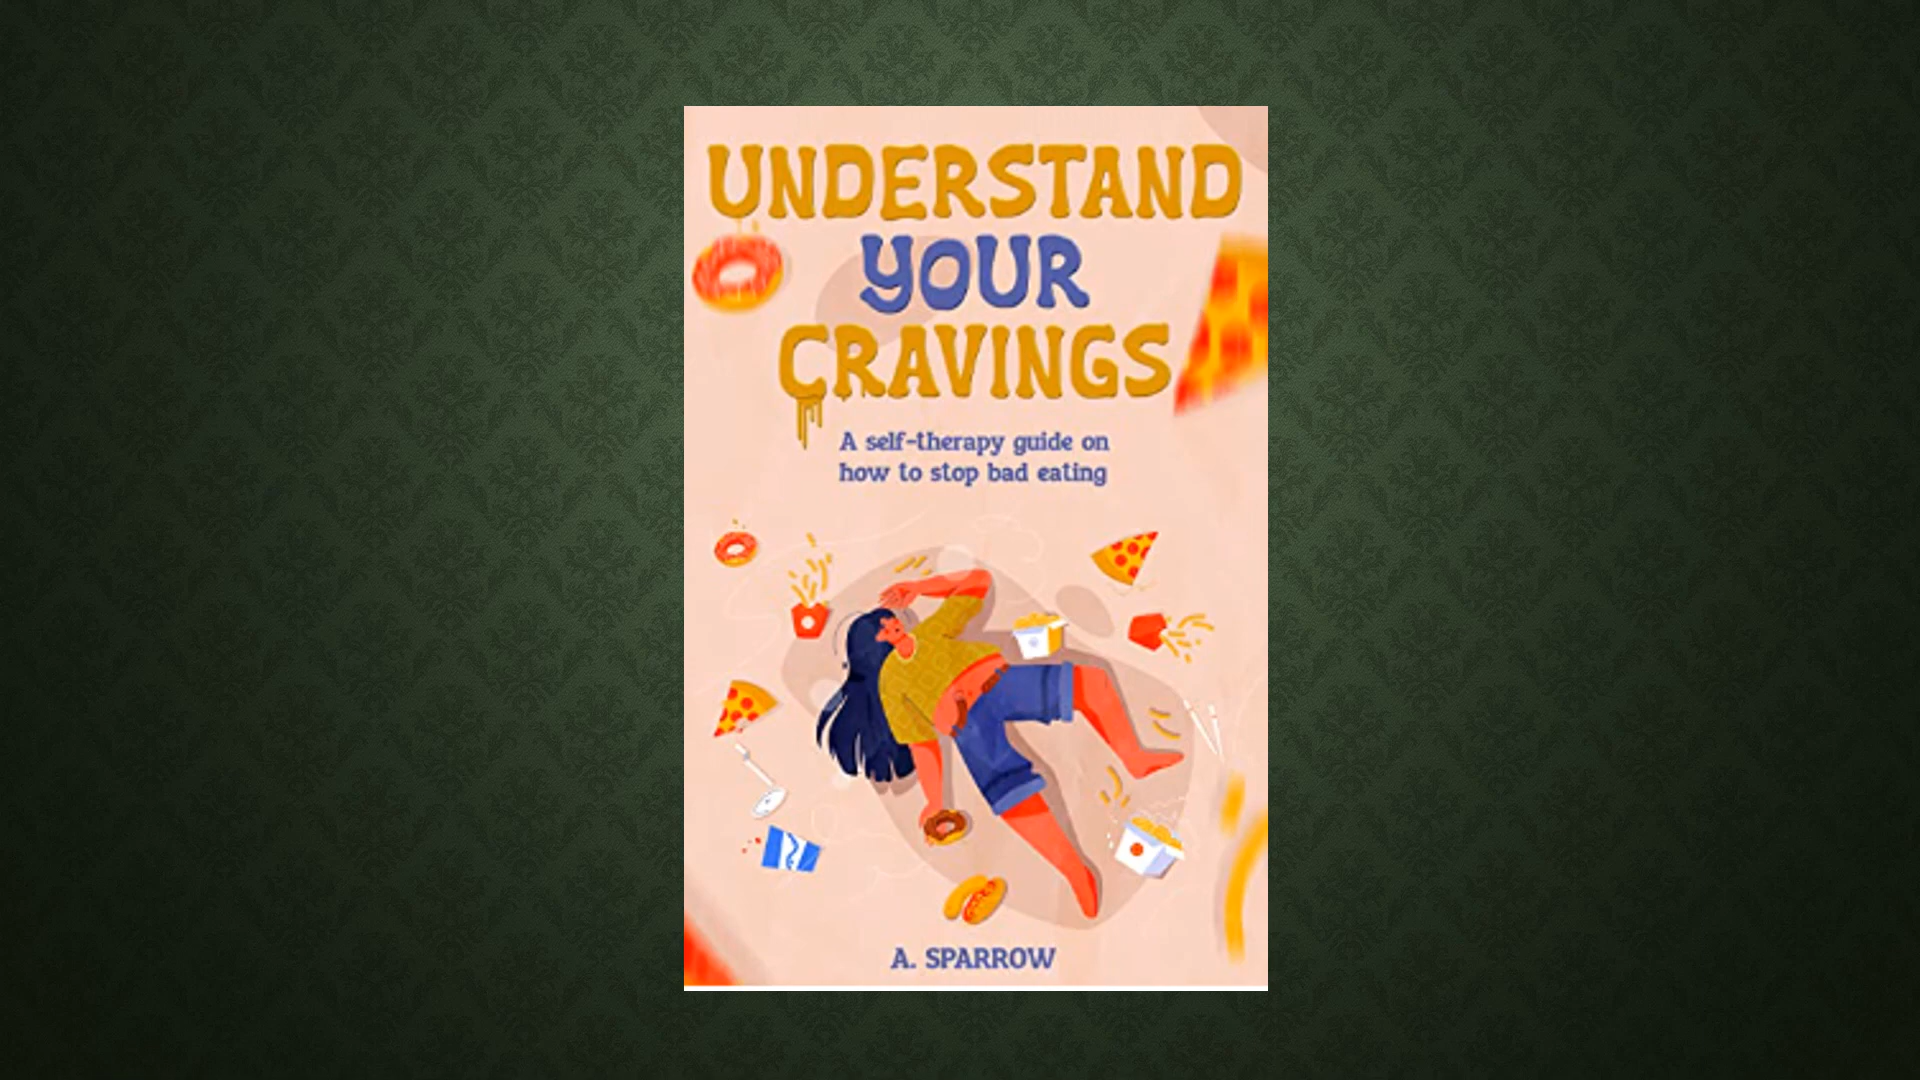 UNDERSTAND
YOUR
CRAVINGS
A self-therapy guide on
how to stop bad eating
A. SPARROW